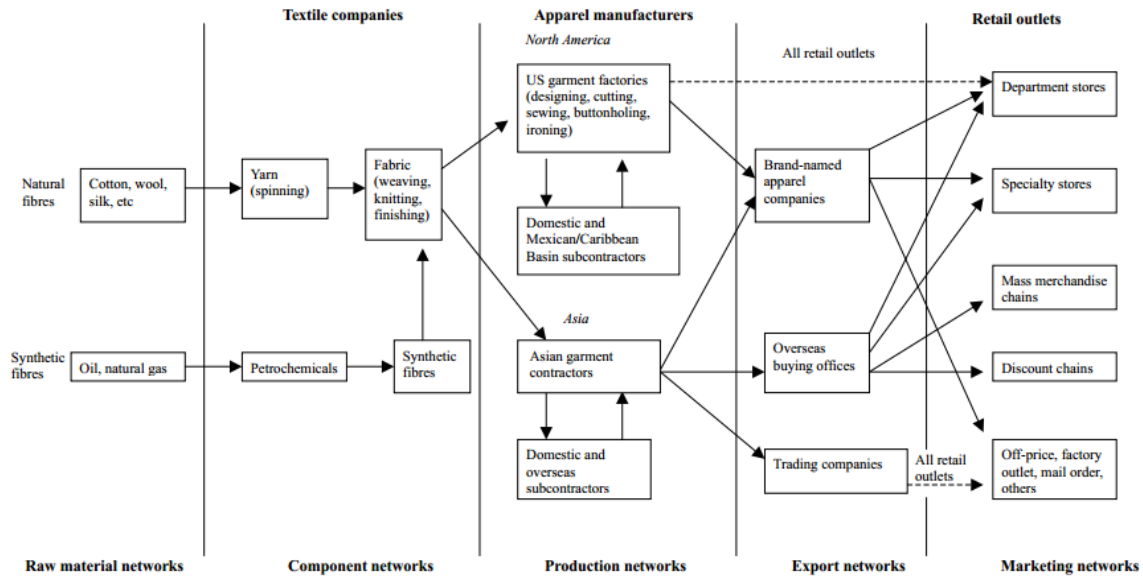 Textile companies
Apparel manufacturers
Retail outlets
North America
All retail outlets
US garment factories
(designing, cutting,
sewing, buttonholing,
ironing)
Department stores
Natural
fibres
Cotton, wool,
silk, etc
Yarn
(spinning)
Fabric
(weaving,
knitting,
finishing)
Brand-named
apparel
companies
Specialty stores
Domestic and
Mexican/Caribbean
Basin subcontractors
Mass merchandise
chains
Asia
Synthetic
fibres
Oil, natural gas
Petrochemicals
Synthetic
fibres
Asian garment
contractors
Overseas
buying offices
Discount chains
Domestic and
overseas
subcontractors
Trading companies
All retail
outlets
Off-price, factory
outlet, mail order,
others
Raw material networks
Component networks
Production networks
Export networks
Marketing networks